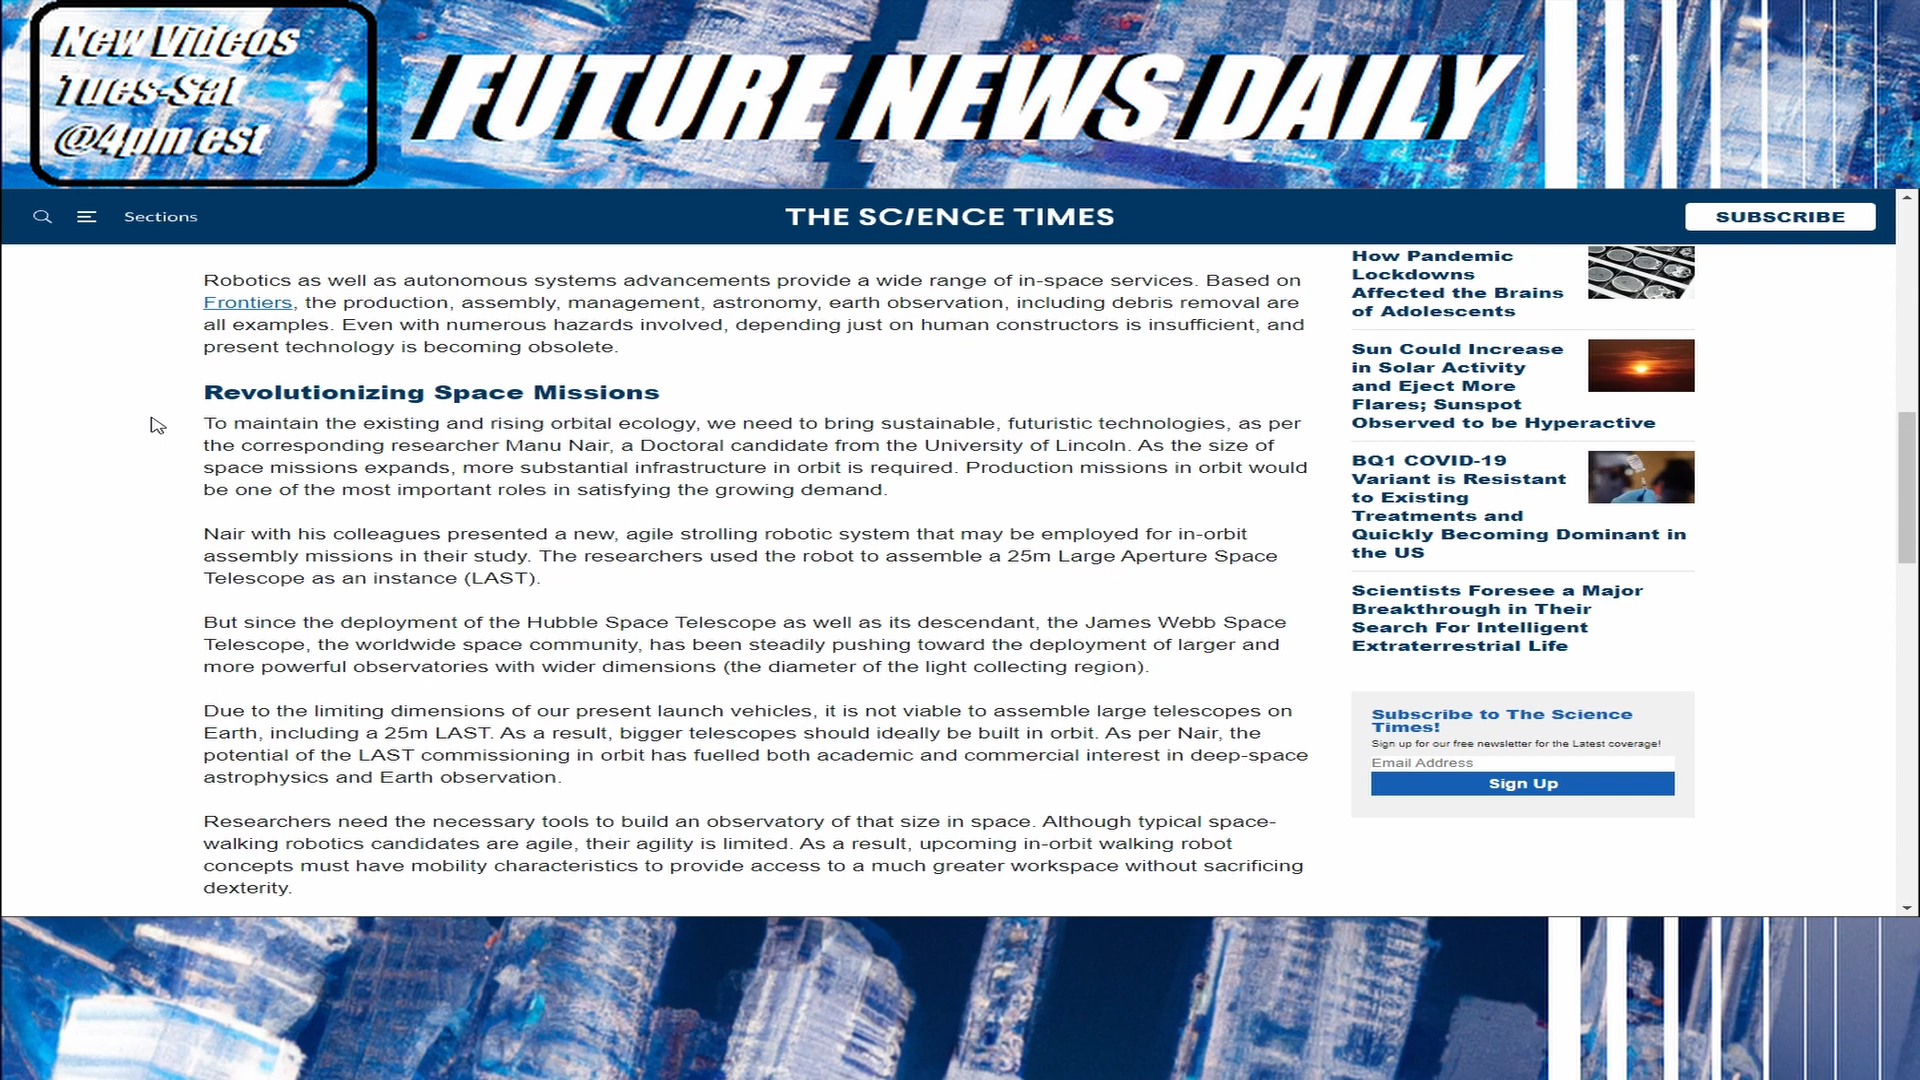 New Videos
Tues-Sat
@4pm est
FUTURE NEWS DAILY
Sections
THE SCIENCE TIMES
SUBSCRIBE
Robotics as well as autonomous systems advancements provide a wide range of in-space services. Based on
Frontiers, the production, assembly, management, astronomy, earth observation, including debris removal are
all examples. Even with numerous hazards involved, depending just on human constructors is insufficient, and
present technology is becoming obsolete.
Revolutionizing Space Missions
To maintain the existing and rising orbital ecology, we need to bring sustainable, futuristic technologies, as per
the corresponding researcher Manu Nair, a Doctoral candidate from the University of Lincoln. As the size of
space missions expands, more substantial infrastructure in orbit is required. Production missions in orbit would
be one of the most important roles in satisfying the growing demand.
Nair with his colleagues presented a new, agile strolling robotic system that may be employed for in-orbit
assembly missions in their study. The researchers used the robot to assemble a 25m Large Aperture Space
Telescope as an instance (LAST).
But since the deployment of the Hubble Space Telescope as well as its descendant, the James Webb Space
Telescope, the worldwide space community, has been steadily pushing toward the deployment of larger and
more powerful observatories with wider dimensions (the diameter of the light collecting region).
Due to the limiting dimensions of our present launch vehicles, it is not viable to assemble large telescopes on
Earth, including a 25m LAST. As a result, bigger telescopes should ideally be built in orbit. As per Nair, the
potential of the LAST commissioning in orbit has fuelled both academic and commercial interest in deep-space
astrophysics and Earth observation.
Researchers need the necessary tools to build an observatory of that size in space. Although typical space-
walking robotics candidates are agile, their agility is limited. As a result, upcoming in-orbit walking robot
concepts must have mobility characteristics to provide access to a much greater workspace without sacrificing
dexterity.
How Pandemic
Lockdowns
Affected the Brains
of Adolescents
Sun Could Increase
in Solar Activity
and Eject More
Flares; Sunspot
Observed to be Hyperactive
BQ1 COVID-19
Variant is Resistant
to Existing
Treatments and
Quickly Becoming Dominant in
the US
Scientists Foresee a Major
Breakthrough in Their
Search For Intelligent
Extraterrestrial Life
Subscribe to The Science
Times!
Sign up for our free newsletter for the Latest coverage!
Email Address
Sign Up